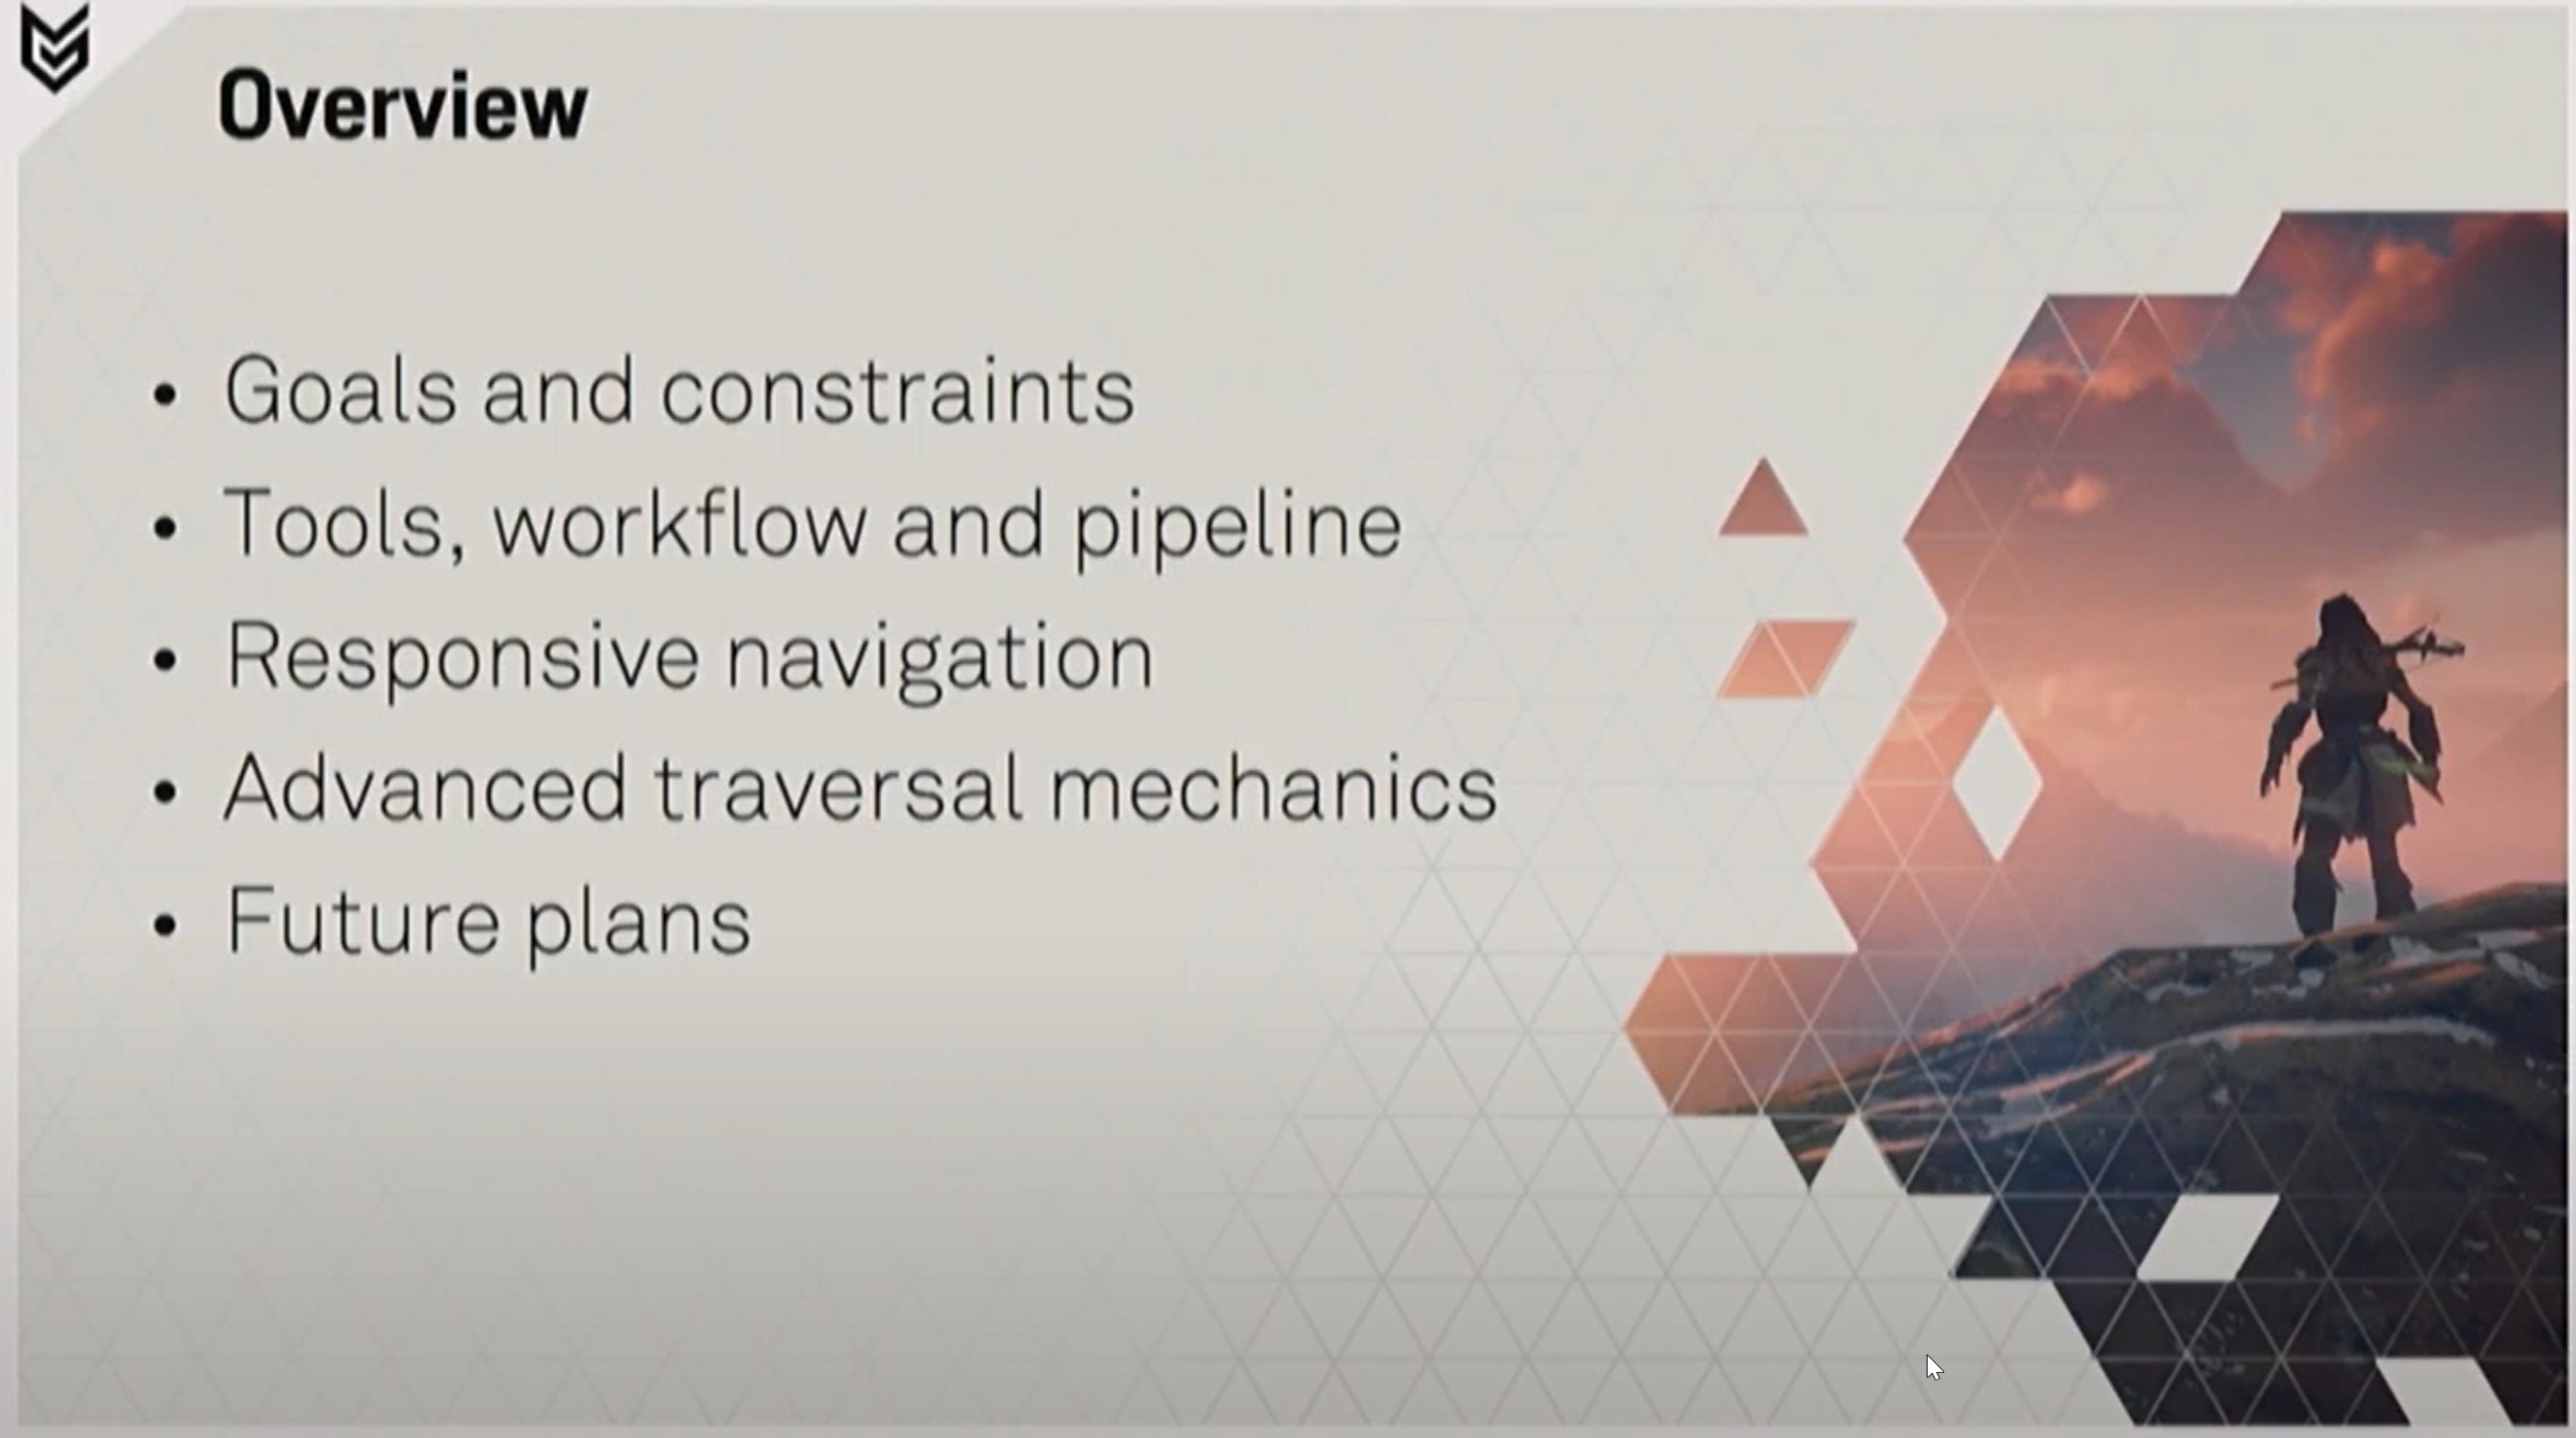 Overview
• Goals and constraints
• Tools, workflow and pipeline
• Responsive navigation
• Advanced traversal mechanics
• Future plans